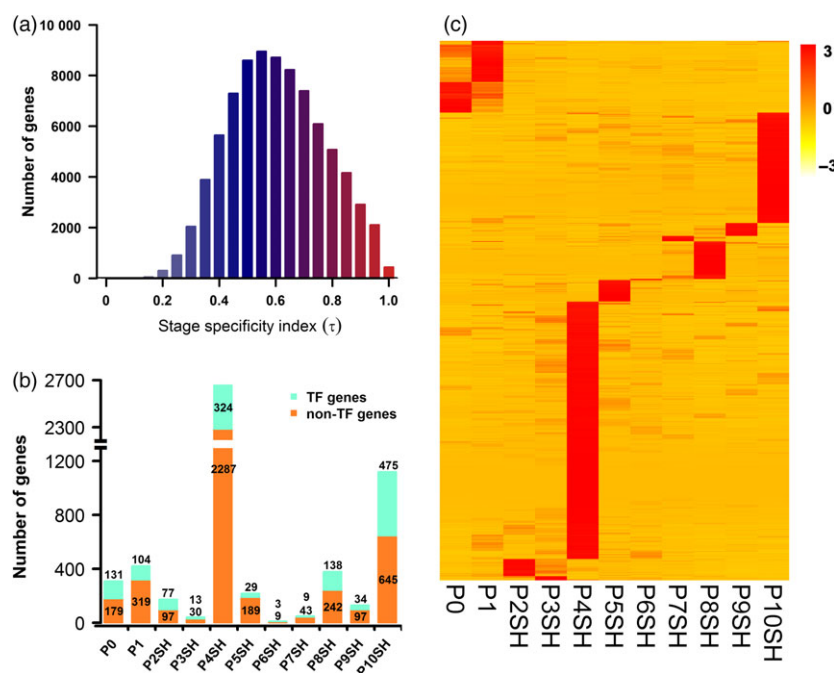 (a)
10 000
8000
6000
4000
2000
0
Number of genes
0 0.2 0.4 0.6 0.8 1.0
Stage specificity index (τ)
(b)
2700
2300
1200
800
400
0
Number of genes
TF genes
non-TF genes
131 104 77 13 324 29 3 9 138 34 475
179 319 97 30 2287 189 9 43 242 97 645
P0 P1 P2SH P3SH P4SH P5SH P6SH P7SH P8SH P9SH P10SH
(c)
3
0
−3
P0 P1 P2SH P3SH P4SH P5SH P6SH P7SH P8SH P9SH P10SH